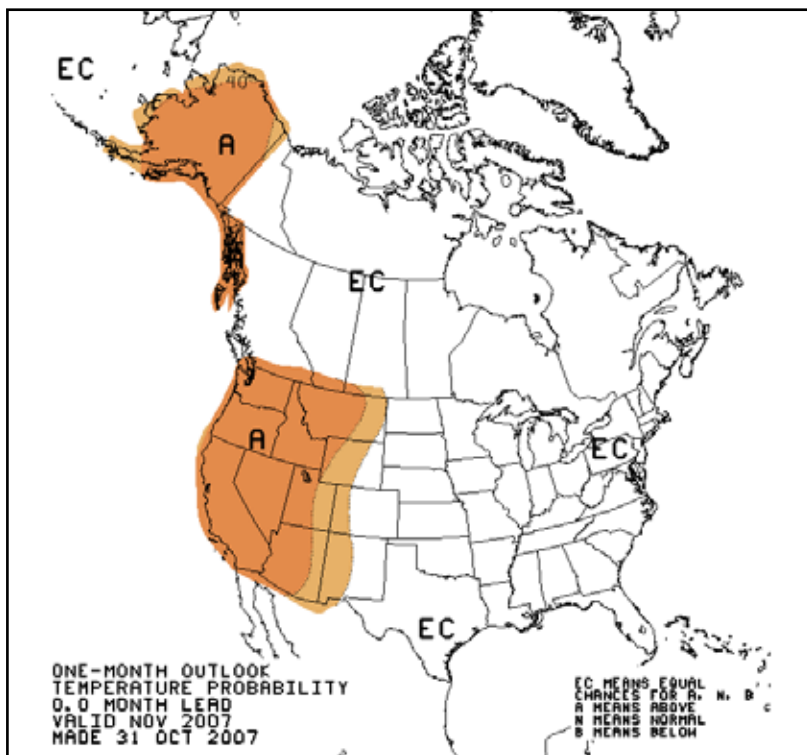 EC
40
A
A
EC
A
EC
EC
ONE-MONTH OUTLOOK
TEMPERATURE PROBABILITY
0.0 MONTH LEAD
VALID NOV 2007
MADE 31 OCT 2007
EC MEANS EQUAL
CHANCES FOR A, N, B
A MEANS ABOVE
N MEANS NORMAL
B MEANS BELOW